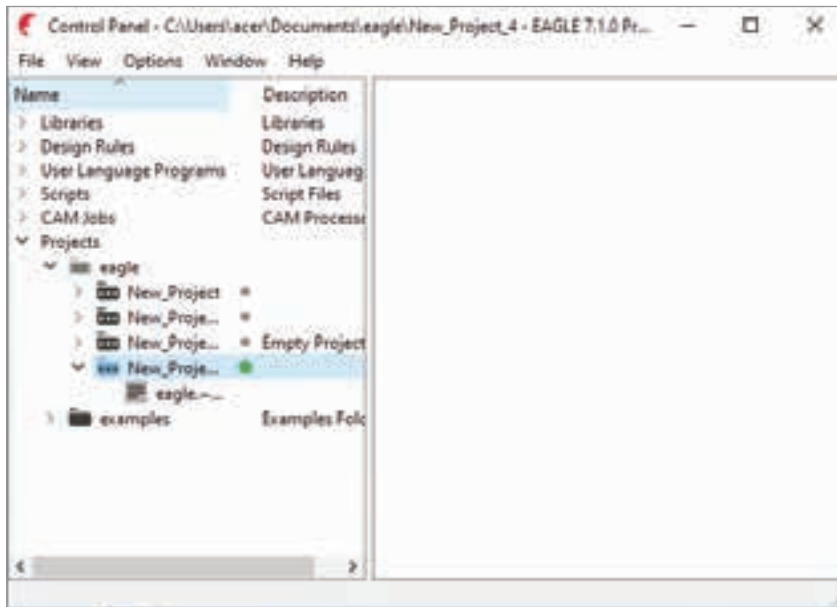 Control Panel - C:\Users\acer\Documents\eagle\New_Project_4 - EAGLE 7.1.0 Pr...
File View Options Window Help
Name Description
Libraries Libraries
Design Rules Design Rules
User Language Programs User Languag
Scripts Script Files
CAM Jobs CAM Processo
Projects
eagle
New_Project
New_Proje...
New_Proje... Empty Project
New_Proje...
eagle.~...
examples Examples Fold